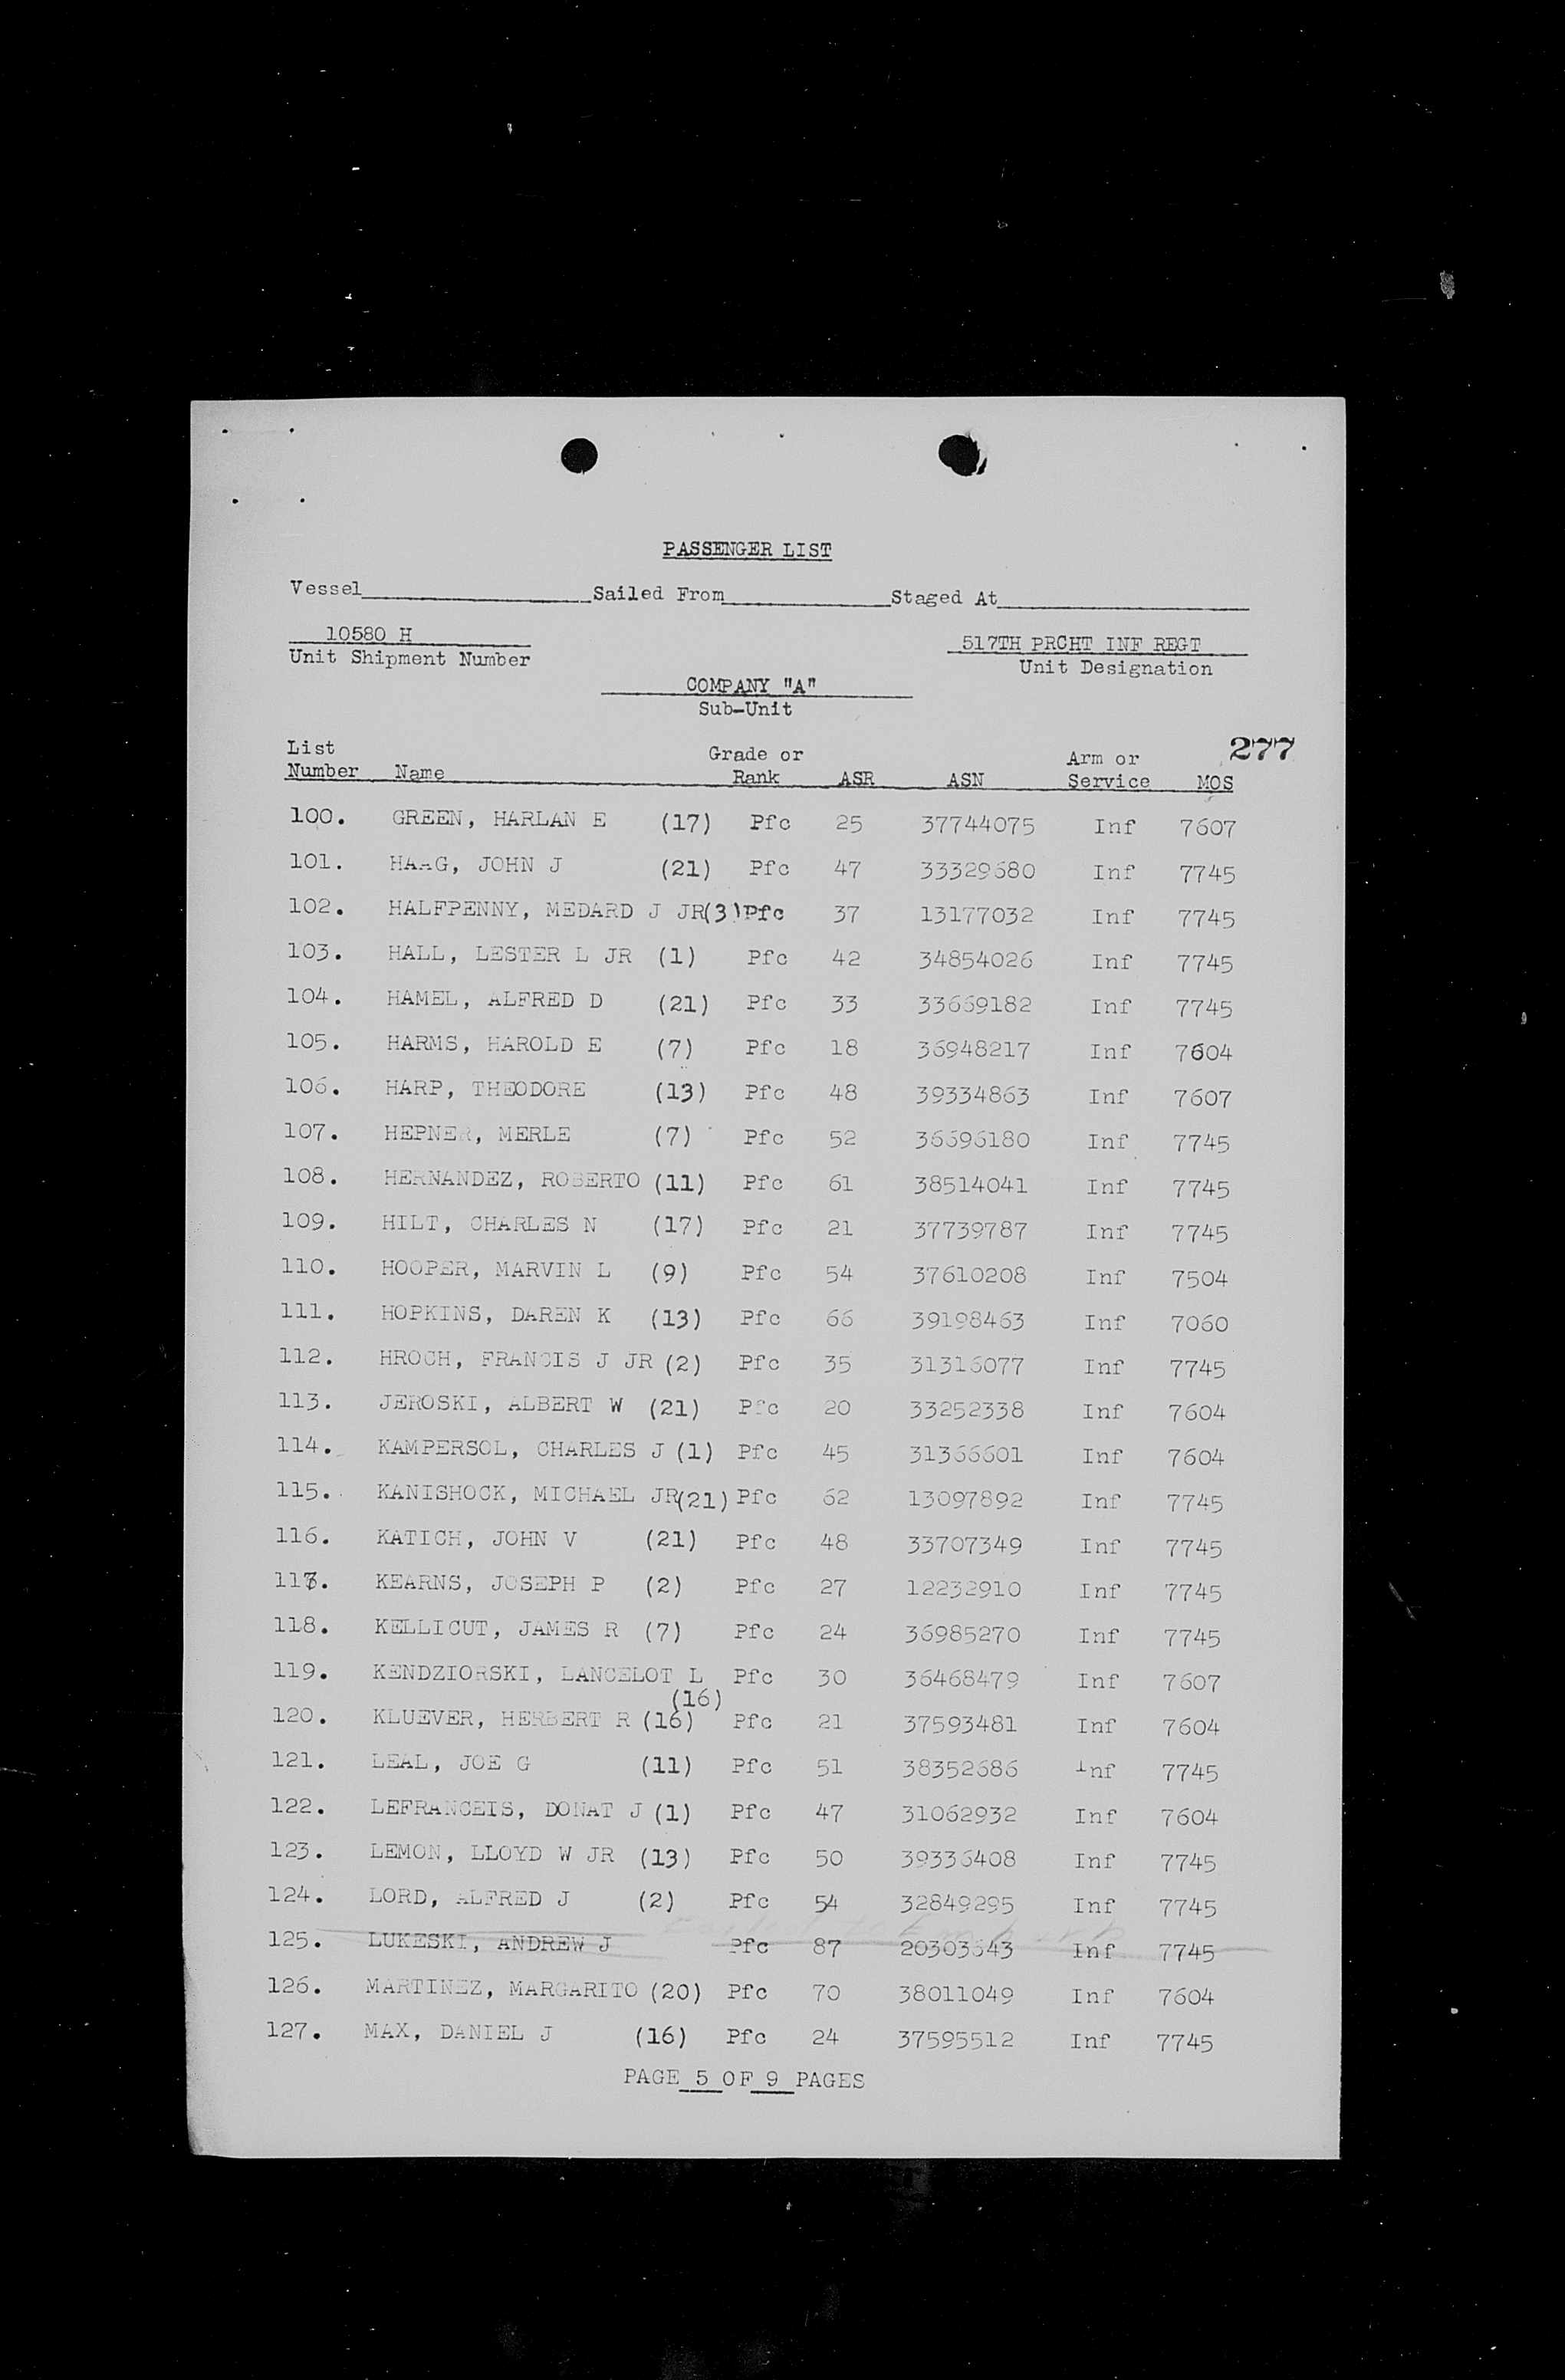 PASSENGER LIST
Vessel Sailed From Staged At
10580 H 517TH PRCHT INF REGT
Unit Shipment Number Unit Designation
COMPANY "A"
Sub-Unit
277
List Grade or Arm or
Number Name Rank ASR ASN Service MOS
100. GREEN, HARLAN E (17) Pfc 25 37744075 Inf 7607
101. HAAG, JOHN J (21) Pfc 47 33329680 Inf 7745
102. HALFPENNY, MEDARD J JR(3)Pfc 37 13177032 Inf 7745
103. HALL, LESTER L JR (1) Pfc 42 34854026 Inf 7745
104. HAMEL, ALFRED D (21) Pfc 33 33669182 Inf 7745
105. HARMS, HAROLD E (7) Pfc 18 36948217 Inf 7604
106. HARP, THEODORE (13) Pfc 48 39334863 Inf 7607
107. HEPNER, MERLE (7) Pfc 52 36696180 Inf 7745
108. HERNANDEZ, ROBERTO (11) Pfc 61 38514041 Inf 7745
109. HILT, CHARLES N (17) Pfc 21 37739787 Inf 7745
110. HOOPER, MARVIN L (9) Pfc 54 37610208 Inf 7504
111. HOPKINS, DAREN K (13) Pfc 66 39198463 Inf 7060
112. HROCH, FRANCIS J JR (2) Pfc 35 31316077 Inf 7745
113. JEROSKI, ALBERT W (21) Pfc 20 33252338 Inf 7604
114. KAMPERSOL, CHARLES J (1) Pfc 45 31366601 Inf 7604
115. KANISHOCK, MICHAEL JR(21) Pfc 62 13097892 Inf 7745
116. KATICH, JOHN V (21) Pfc 48 33707349 Inf 7745
117. KEARNS, JOSEPH P (2) Pfc 27 12232910 Inf 7745
118. KELLICUT, JAMES R (7) Pfc 24 36985270 Inf 7745
119. KENDZIORSKI, LANCELOT L Pfc 30 36468479 Inf 7607
(16)
120. KLUEVER, HERBERT R (16) Pfc 21 37593481 Inf 7604
121. LEAL, JOE G (11) Pfc 51 38352686 Inf 7745
122. LEFRANCEIS, DONAT J (1) Pfc 47 31062932 Inf 7604
123. LEMON, LLOYD W JR (13) Pfc 50 39336408 Inf 7745
124. LORD, ALFRED J (2) Pfc 54 32849295 Inf 7745
125. LUKESKI, ANDREW J Pfc 87 20303643 Inf 7745
126. MARTINEZ, MARGARITO (20) Pfc 70 38011049 Inf 7604
127. MAX, DANIEL J (16) Pfc 24 37595512 Inf 7745
PAGE 5 OF 9 PAGES